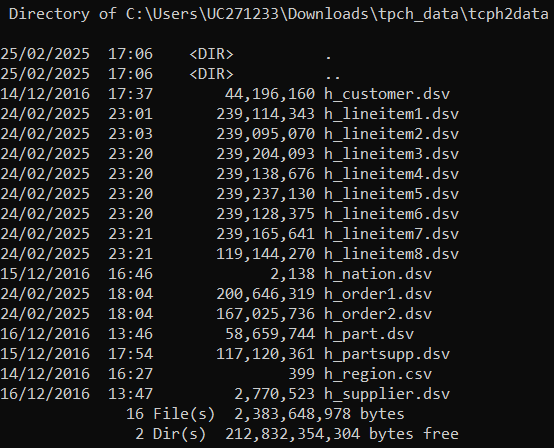 Directory of C:\Users\UC271233\Downloads\tpch_data\tcph2data
25/02/2025  17:06    <DIR>          .
25/02/2025  17:06    <DIR>          ..
14/12/2016  17:37        44,196,160 h_customer.dsv
24/02/2025  23:01       239,114,343 h_lineitem1.dsv
24/02/2025  23:03       239,095,070 h_lineitem2.dsv
24/02/2025  23:20       239,204,093 h_lineitem3.dsv
24/02/2025  23:20       239,138,676 h_lineitem4.dsv
24/02/2025  23:20       239,237,130 h_lineitem5.dsv
24/02/2025  23:20       239,128,375 h_lineitem6.dsv
24/02/2025  23:21       239,165,641 h_lineitem7.dsv
24/02/2025  23:21       119,144,270 h_lineitem8.dsv
15/12/2016  16:46             2,138 h_nation.dsv
24/02/2025  18:04       200,646,319 h_order1.dsv
24/02/2025  18:04       167,025,736 h_order2.dsv
16/12/2016  13:46        58,659,744 h_part.dsv
15/12/2016  17:54       117,120,361 h_partsupp.dsv
14/12/2016  16:27               399 h_region.csv
16/12/2016  13:47         2,770,523 h_supplier.dsv
16 File(s)  2,383,648,978 bytes
2 Dir(s)  212,832,354,304 bytes free